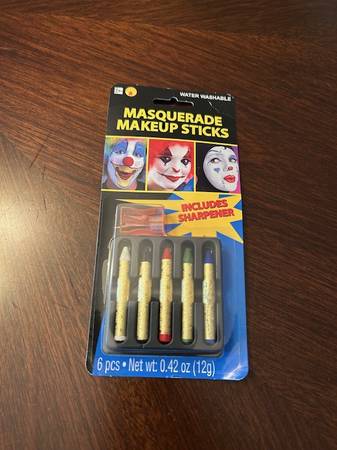 WATER WASHABLE
MASQUERADE
MAKEUP STICKS
INCLUDES
SHARPENER
6 pcs • Net wt: 0.42 oz (12g)